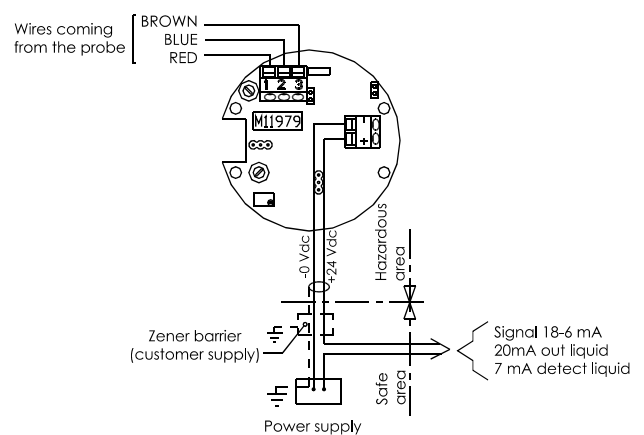 Wires coming
from the probe
BROWN
BLUE
RED
1 2 3
M11979
-
+
-0 Vdc
+24 Vdc
Hazardous
area
Zener barrier
(customer supply)
Signal 18-6 mA
20mA out liquid
7 mA detect liquid
Safe
area
Power supply